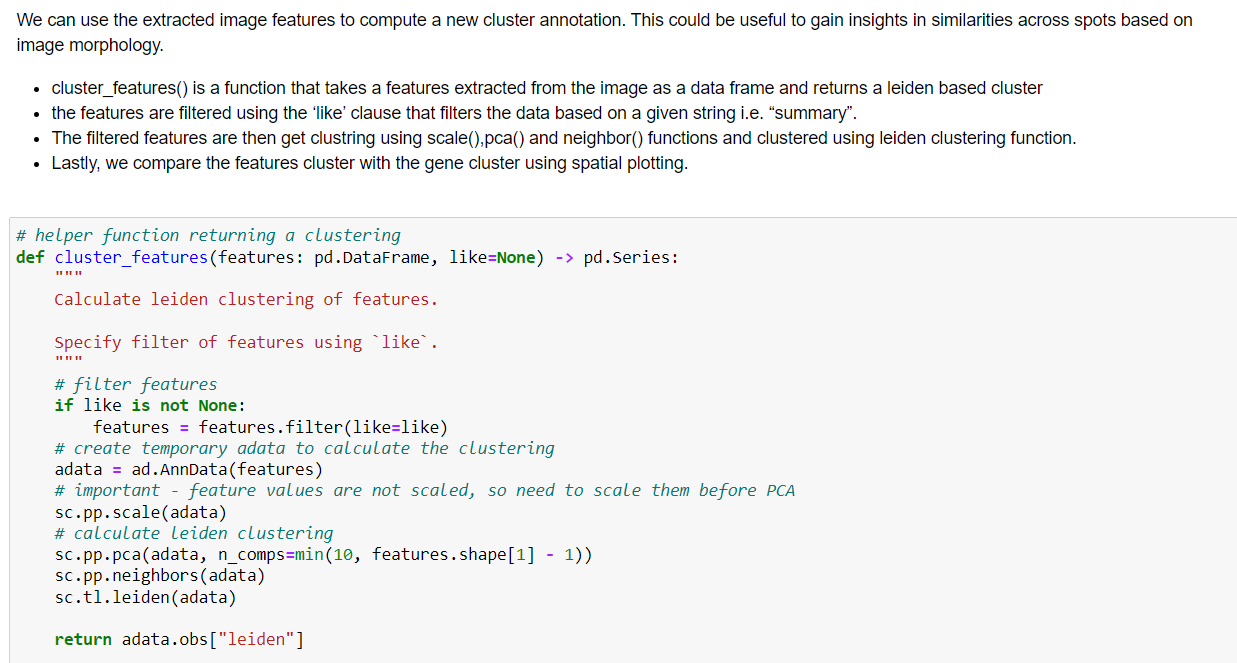 We can use the extracted image features to compute a new cluster annotation. This could be useful to gain insights in similarities across spots based on
image morphology.
• cluster_features() is a function that takes a features extracted from the image as a data frame and returns a leiden based cluster
• the features are filtered using the ‘like’ clause that filters the data based on a given string i.e. “summary”.
• The filtered features are then get clustring using scale(),pca() and neighbor() functions and clustered using leiden clustering function.
• Lastly, we compare the features cluster with the gene cluster using spatial plotting.
# helper function returning a clustering
def cluster_features(features: pd.DataFrame, like=None) -> pd.Series:
    """
    Calculate leiden clustering of features.
    Specify filter of features using `like`.
    """
    # filter features
    if like is not None:
        features = features.filter(like=like)
    # create temporary adata to calculate the clustering
    adata = ad.AnnData(features)
    # important - feature values are not scaled, so need to scale them before PCA
    sc.pp.scale(adata)
    # calculate leiden clustering
    sc.pp.pca(adata, n_comps=min(10, features.shape[1] - 1))
    sc.pp.neighbors(adata)
    sc.tl.leiden(adata)
    return adata.obs["leiden"]